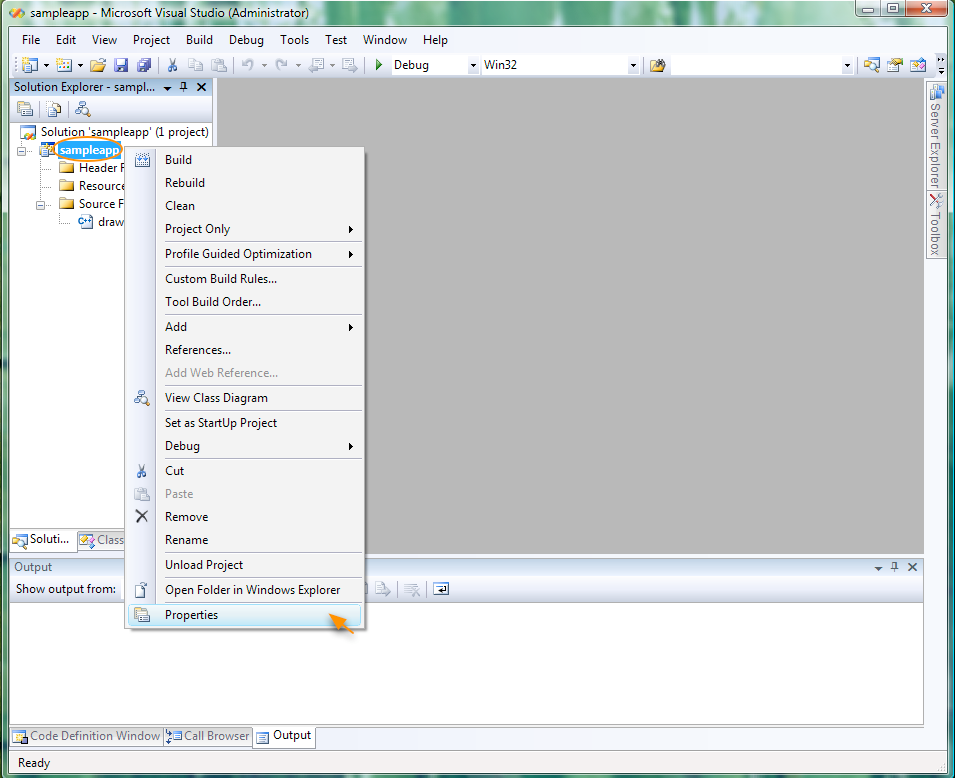 sampleapp - Microsoft Visual Studio (Administrator)
File Edit View Project Build Debug Tools Test Window Help
Debug Win32
Solution Explorer - sampl...
Solution 'sampleapp' (1 project)
sampleapp
Header F
Resource
Source F
draw
Build
Rebuild
Clean
Project Only
Profile Guided Optimization
Custom Build Rules...
Tool Build Order...
Add
References...
Add Web Reference...
View Class Diagram
Set as StartUp Project
Debug
Cut
Paste
Remove
Rename
Unload Project
Open Folder in Windows Explorer
Properties
Server Explorer
Toolbox
Soluti... Class
Output
Show output from:
Code Definition Window Call Browser Output
Ready